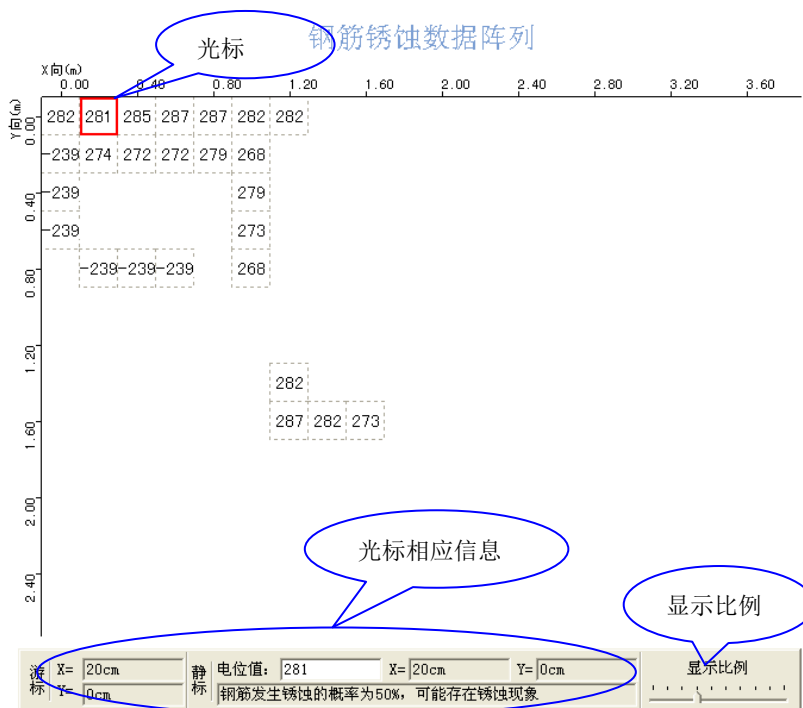 钢筋锈蚀数据阵列
光标
X向(m)
0.00 0.40 0.80 1.20 1.60 2.00 2.40 2.80 3.20 3.60
Y向(m)
0.00
282 281 285 287 287 282 282
-239 274 272 272 279 268
0.40
-239 279
-239 273
0.80
-239 -239 -239 268
1.20
282
1.60
287 282 273
2.00
2.40
光标相应信息
显示比例
游标 X= 20cm
Y= 0cm
静标 电位值: 281 X= 20cm Y= 0cm
钢筋发生锈蚀的概率为50%，可能存在锈蚀现象
显示比例